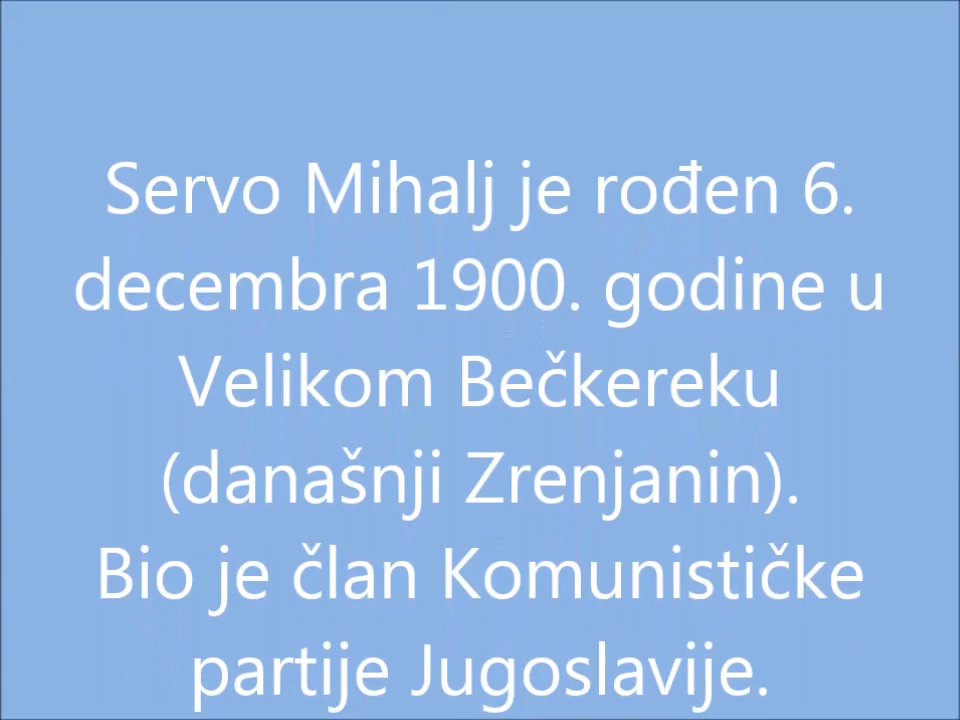 Servo Mihalj je rođen 6.
decembra 1900. godine u
Velikom Bečkereku
(današnji Zrenjanin).
Bio je član Komunističke
partije Jugoslavije.